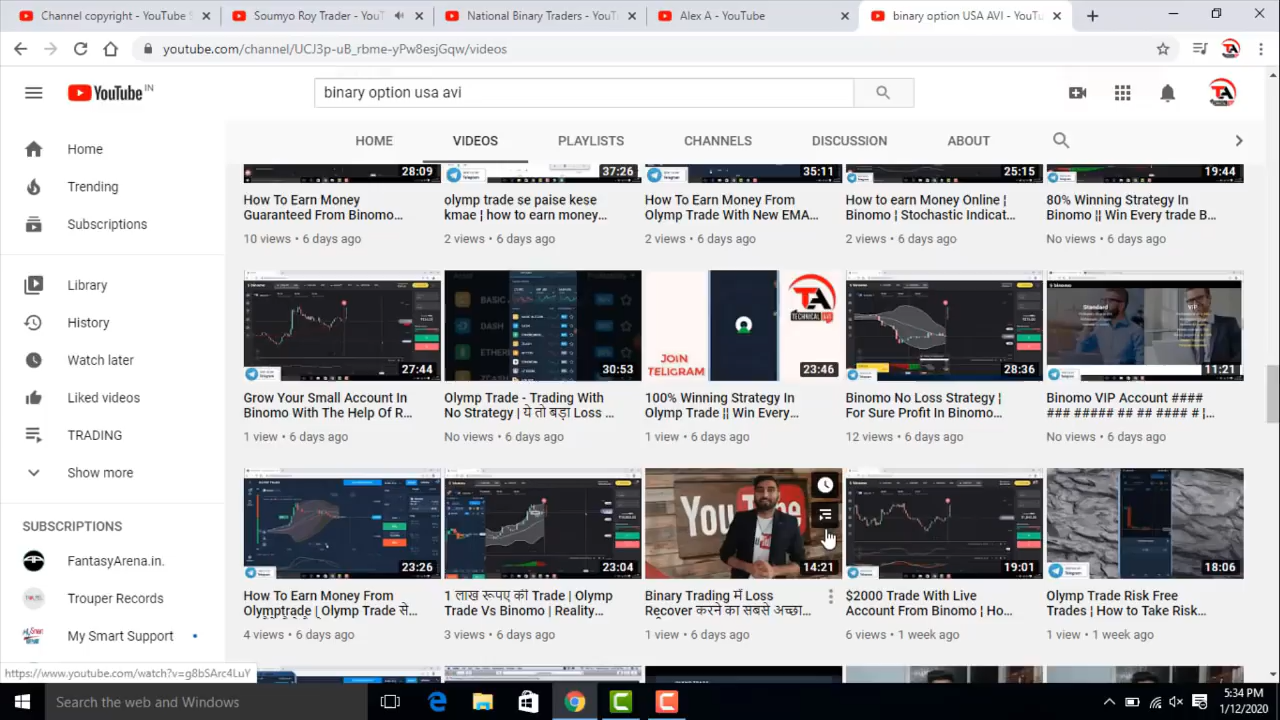 Channel copyright - YouTube S
Soumyo Roy Trader - YouT
National Binary Traders - YouT
Alex A - YouTube
binary option USA AVI - YouTu
youtube.com/channel/UCJ3p-uB_rbme-yPw8esjGqw/videos
YouTube IN
binary option usa avi
TA
HOME
VIDEOS
PLAYLISTS
CHANNELS
DISCUSSION
ABOUT
Home
Trending
Subscriptions
Library
History
Watch later
Liked videos
TRADING
Show more
SUBSCRIPTIONS
FantasyArena.in.
Trouper Records
My Smart Support
28:09
37:26
35:11
25:15
19:44
How To Earn Money
Guaranteed From Binomo...
10 views • 6 days ago
olymp trade se paise kese
kmae | how to earn money...
2 views • 6 days ago
How To Earn Money From
Olymp Trade With New EMA...
2 views • 6 days ago
How to earn Money Online ¦
Binomo | Stochastic Indicat...
2 views • 6 days ago
80% Winning Strategy In
Binomo || Win Every trade B...
No views • 6 days ago
27:44
30:53
TA
TECHNICAL AVI
JOIN
TELIGRAM
23:46
28:36
Standard
VIP
11:21
Grow Your Small Account In
Binomo With The Help Of R...
1 view • 6 days ago
Olymp Trade - Trading With
No Strategy | ये तो बड़ा Loss ...
No views • 6 days ago
100% Winning Strategy In
Olymp Trade || Win Every...
1 view • 6 days ago
Binomo No Loss Strategy ¦
For Sure Profit In Binomo...
12 views • 6 days ago
Binomo VIP Account ####
### ##### ## ## #### # |...
No views • 6 days ago
23:26
23:04
You
14:21
19:01
18:06
How To Earn Money From
Olymptrade | Olymp Trade से...
4 views • 6 days ago
1 लाख रूपए की Trade | Olymp
Trade Vs Binomo | Reality...
3 views • 6 days ago
Binary Trading में Loss
Recover करने का सबसे अच्छा...
1 view • 6 days ago
$2000 Trade With Live
Account From Binomo | Ho...
6 views • 1 week ago
Olymp Trade Risk Free
Trades | How to Take Risk...
1 view • 1 week ago
https://www.youtube.com/watch?v=g8bSArc4LuY
Search the web and Windows
5:34 PM
1/12/2020